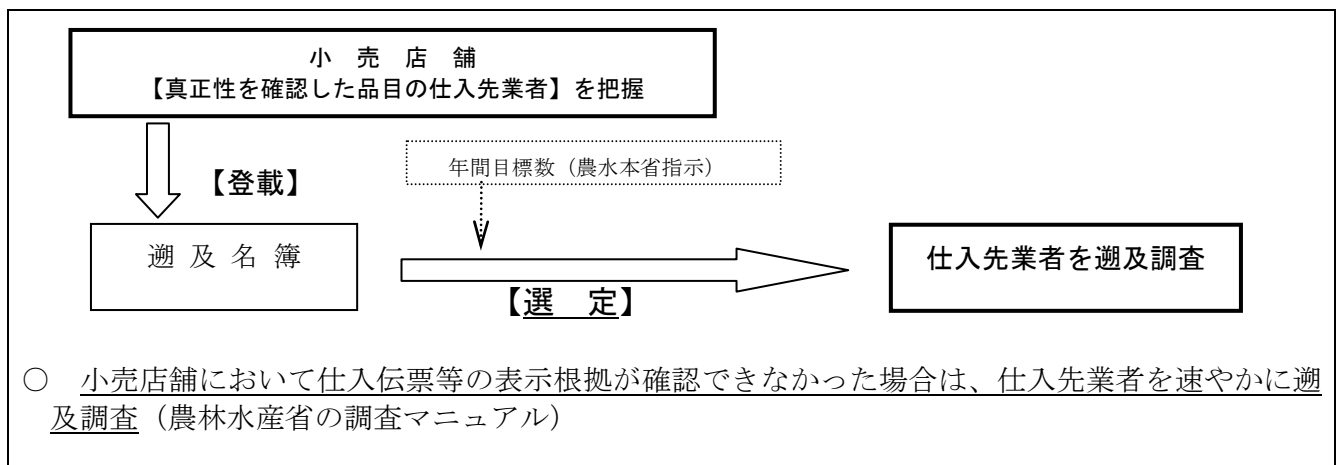 小　売　店　舗
【真正性を確認した品目の仕入先業者】を把握
年間目標数（農水本省指示）
【登載】
遡 及 名 簿
仕入先業者を遡及調査
【選　定】
○　小売店舗において仕入伝票等の表示根拠が確認できなかった場合は、仕入先業者を速やかに遡
及調査（農林水産省の調査マニュアル）